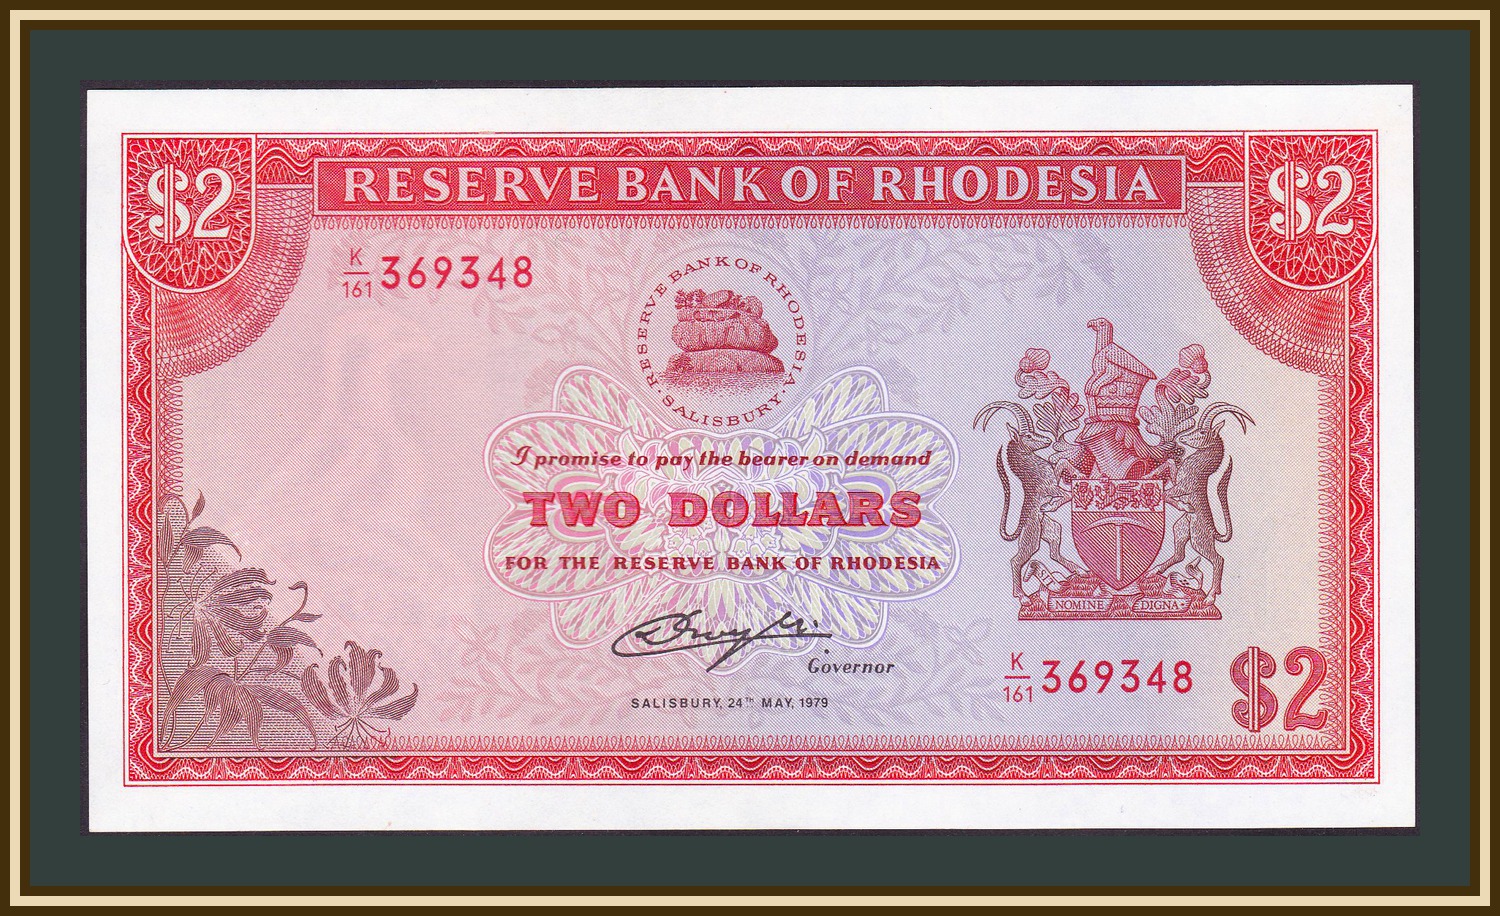 $2
RESERVE BANK OF RHODESIA
$2
K/161 369348
RESERVE BANK OF RHODESIA
· SALISBURY ·
I promise to pay the bearer on demand
TWO DOLLARS
FOR THE RESERVE BANK OF RHODESIA
NOMINE DIGNA
Governor
K/161 369348
$2
SALISBURY, 24TH MAY, 1979